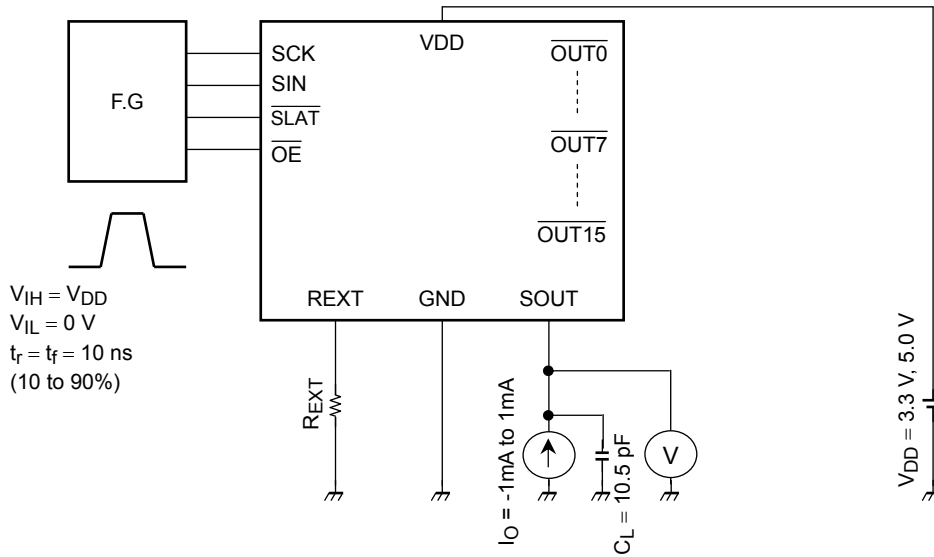 VDD
SCK
SIN
SLAT
OE
F.G
OUT0
OUT7
OUT15
VIH = VDD
VIL = 0 V
tr = tf = 10 ns
(10 to 90%)
REXT
GND
SOUT
REXT
IO = -1mA to 1mA
CL = 10.5 pF
V
VDD = 3.3 V, 5.0 V